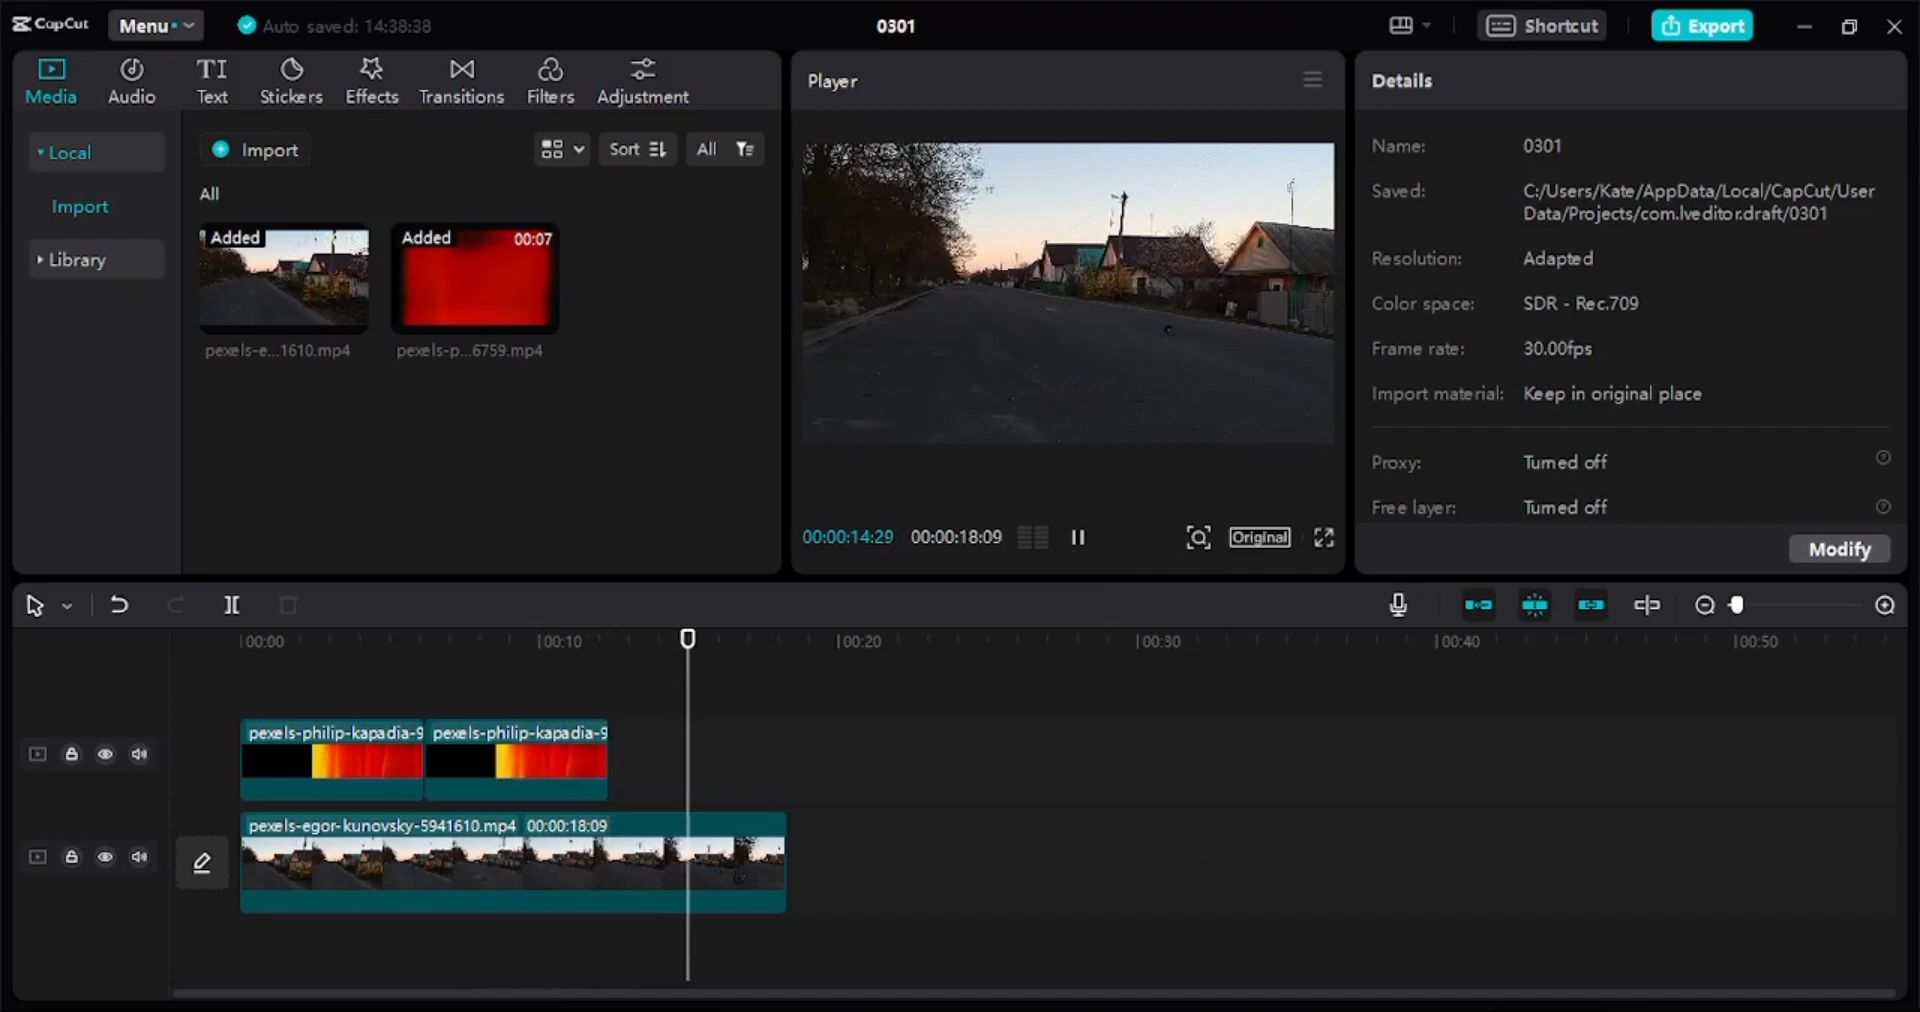 CapCut
Menu
Auto saved: 14:38:38
0301
Shortcut
Export
Media
Audio
TI
Text
Stickers
Effects
Transitions
Filters
Adjustment
Local
Import
Library
Import
Sort
All
All
Added
Added
00:07
pexels-e...1610.mp4
pexels-p...6759.mp4
Player
00:00:14:29
00:00:18:09
Original
Details
Name: 0301
Saved: C:/Users/Kate/AppData/Local/CapCut/User
Data/Projects/com.lveditor.draft/0301
Resolution: Adapted
Color space: SDR - Rec.709
Frame rate: 30.00fps
Import material: Keep in original place
Proxy: Turned off
Free layer: Turned off
Modify
00:00
00:10
00:20
00:30
00:40
00:50
pexels-philip-kapadia-9
pexels-philip-kapadia-9
pexels-egor-kunovsky-5941610.mp4 00:00:18:09